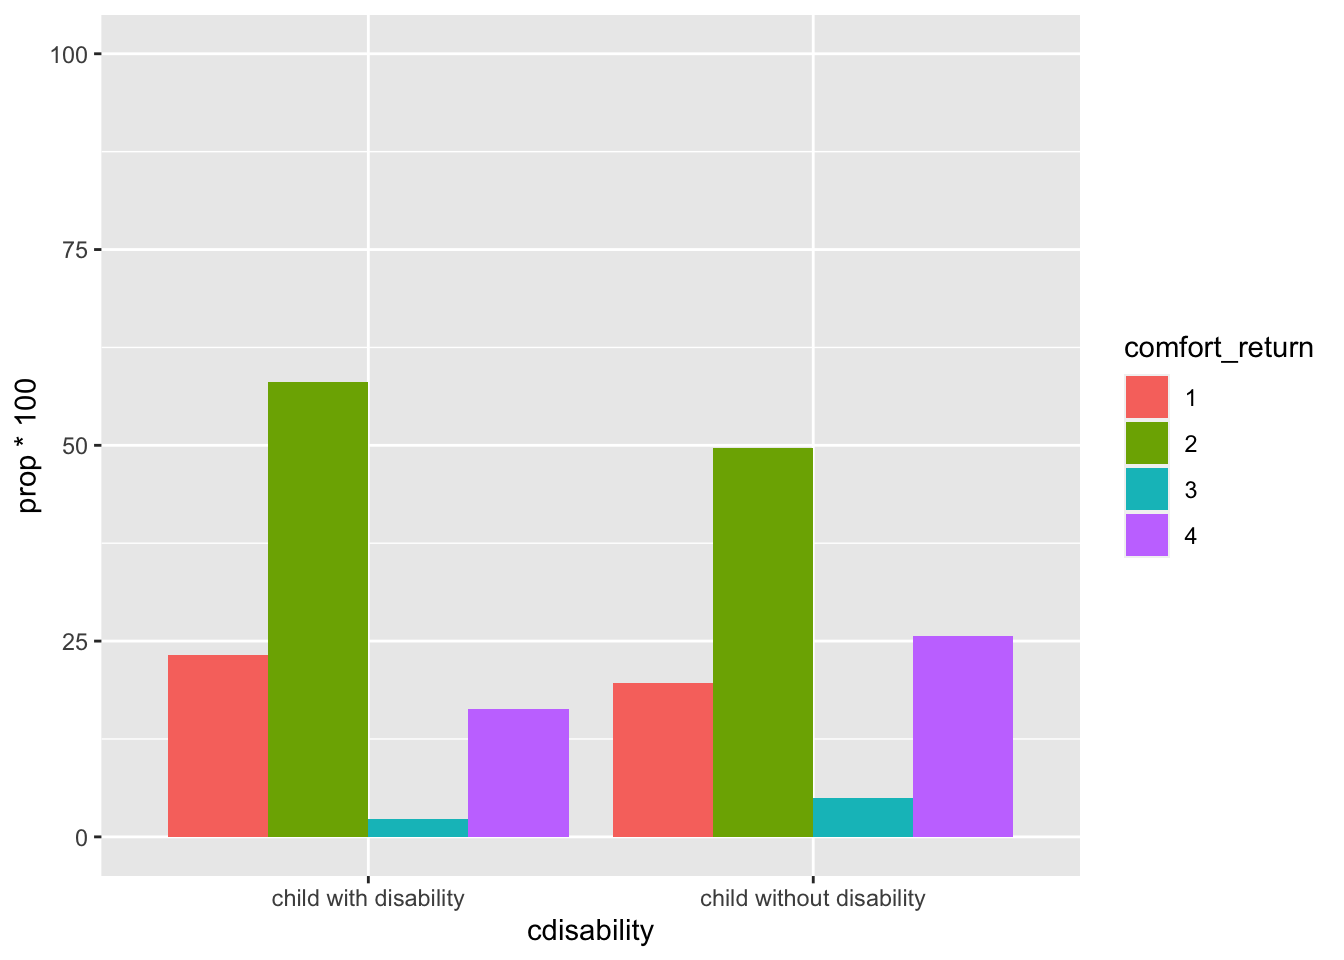 100
75
50
25
0
prop * 100
child with disability
child without disability
cdisability
comfort_return
1
2
3
4